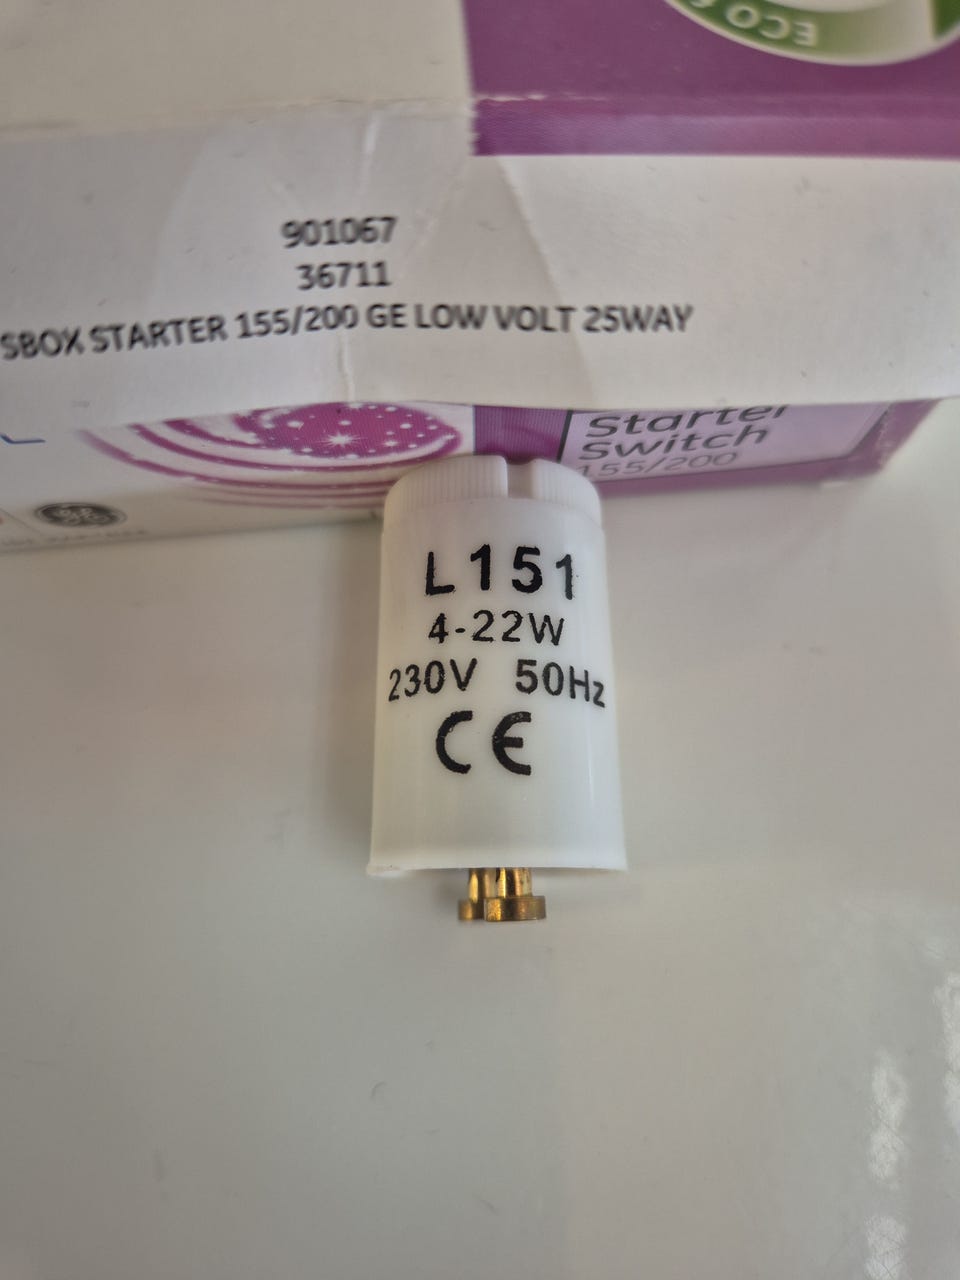 ECO
901067
36711
SBOX STARTER 155/200 GE LOW VOLT 25WAY
Starter
Switch
155/200
L151
4-22W
230V 50Hz
CE